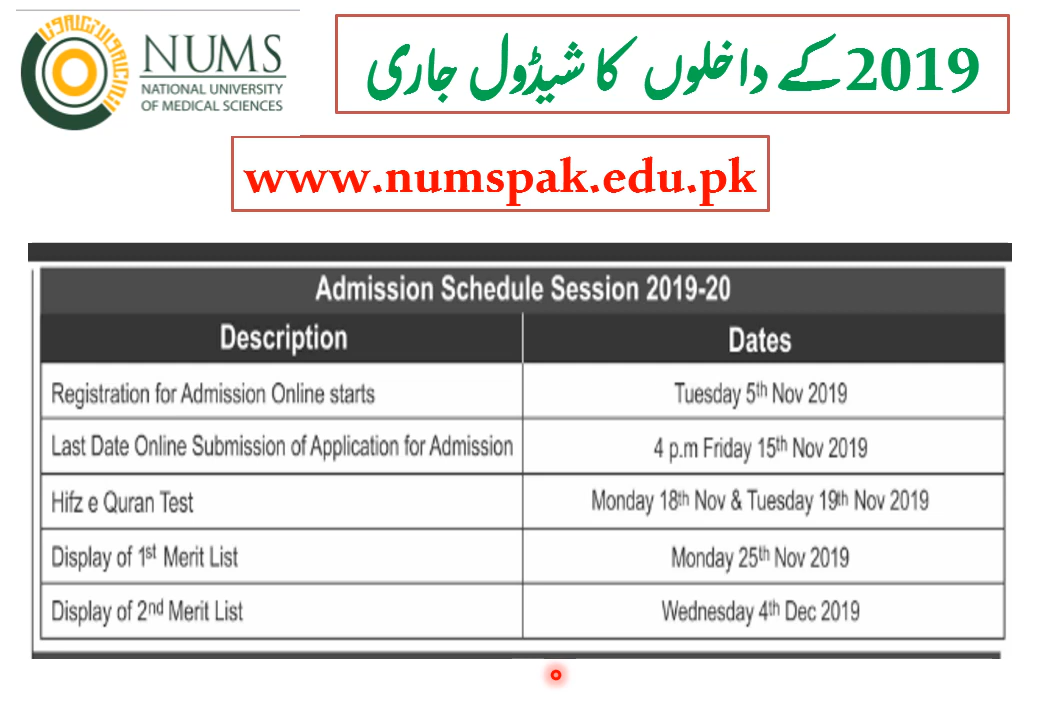 NUMS
NATIONAL UNIVERSITY
OF MEDICAL SCIENCES
2019 کے داخلوں کا شیڈول جاری
www.numspak.edu.pk
Admission Schedule Session 2019-20
Description Dates
Registration for Admission Online starts Tuesday 5th Nov 2019
Last Date Online Submission of Application for Admission 4 p.m Friday 15th Nov 2019
Hifz e Quran Test Monday 18th Nov & Tuesday 19th Nov 2019
Display of 1st Merit List Monday 25th Nov 2019
Display of 2nd Merit List Wednesday 4th Dec 2019